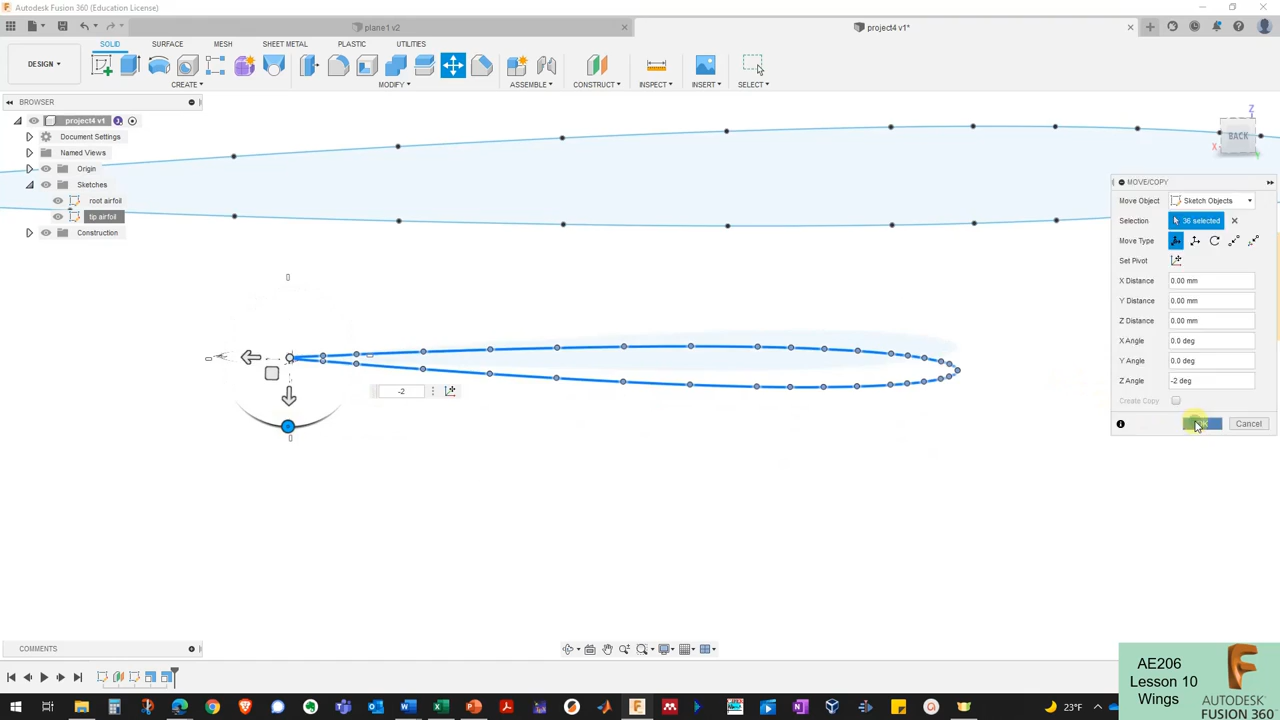 Autodesk Fusion 360 (Education License)
plane1 v2
project4 v1*
SOLID SURFACE MESH SHEET METAL PLASTIC UTILITIES
DESIGN
CREATE MODIFY ASSEMBLE CONSTRUCT INSPECT INSERT SELECT
BROWSER
project4 v1
Document Settings
Named Views
Origin
Sketches
root airfoil
tip airfoil
Construction
Z
BACK
X
MOVE/COPY
Move Object Sketch Objects
Selection 36 selected
Move Type
Set Pivot
X Distance 0.00 mm
Y Distance 0.00 mm
Z Distance 0.00 mm
X Angle 0.0 deg
Y Angle 0.0 deg
Z Angle -2 deg
Create Copy
Cancel
-2
COMMENTS
23°F
AE206
Lesson 10
Wings
AUTODESK
FUSION 360